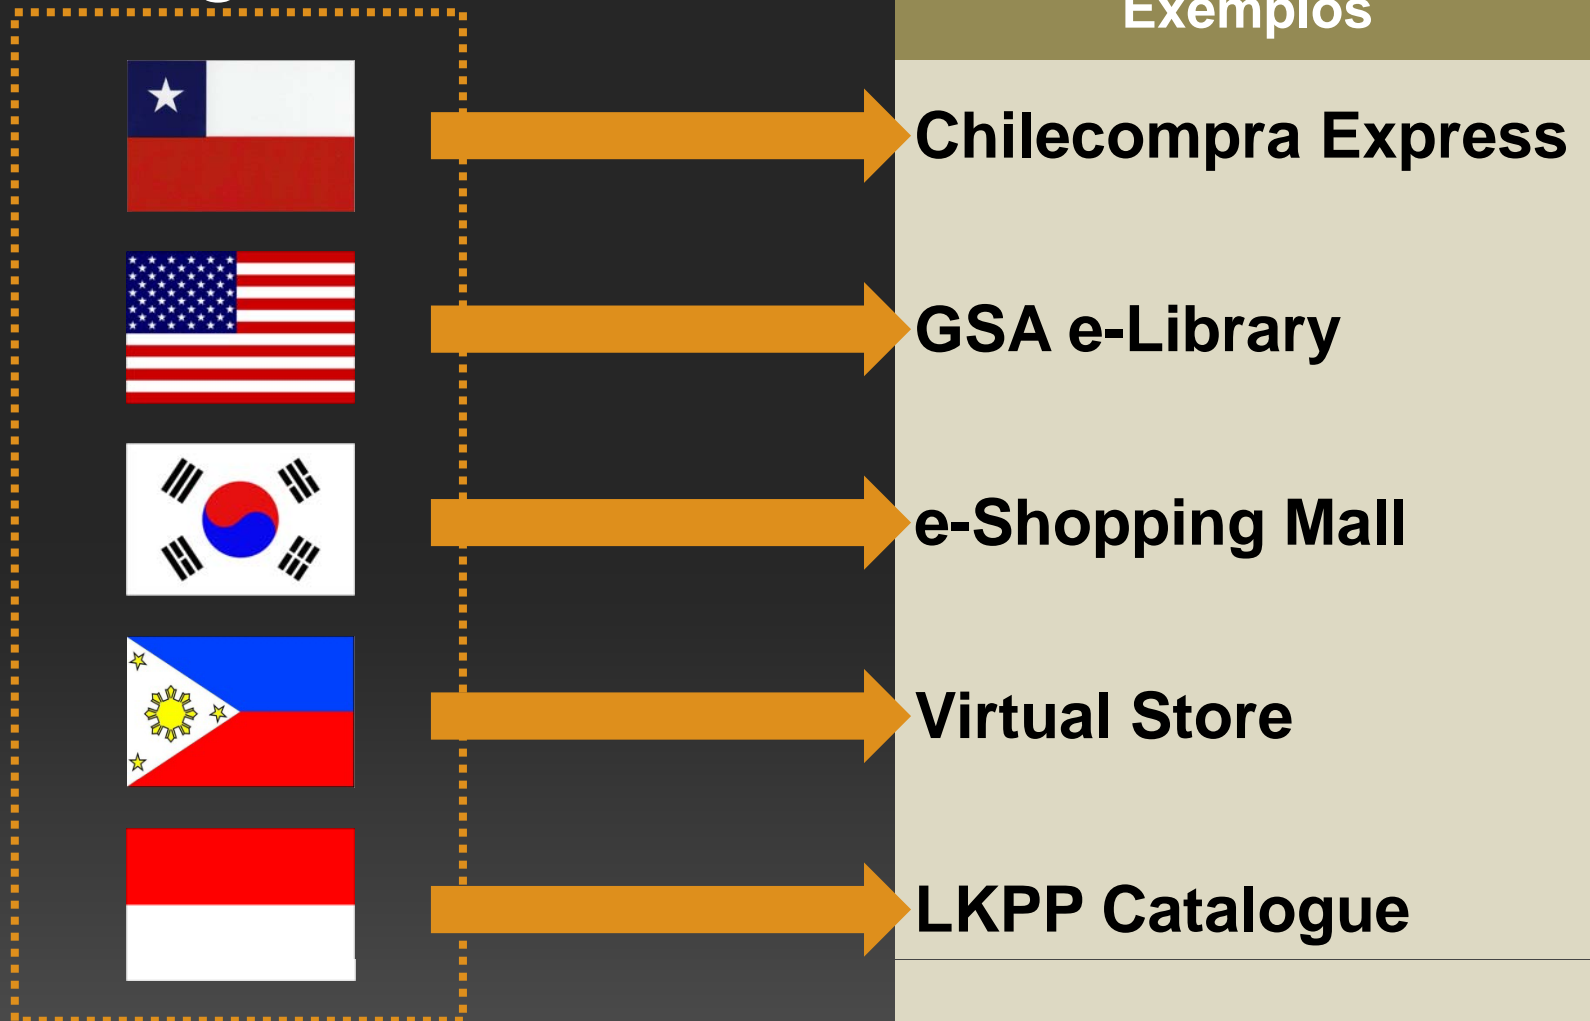 Exemplos
Chilecompra Express
GSA e-Library
e-Shopping Mall
Virtual Store
LKPP Catalogue